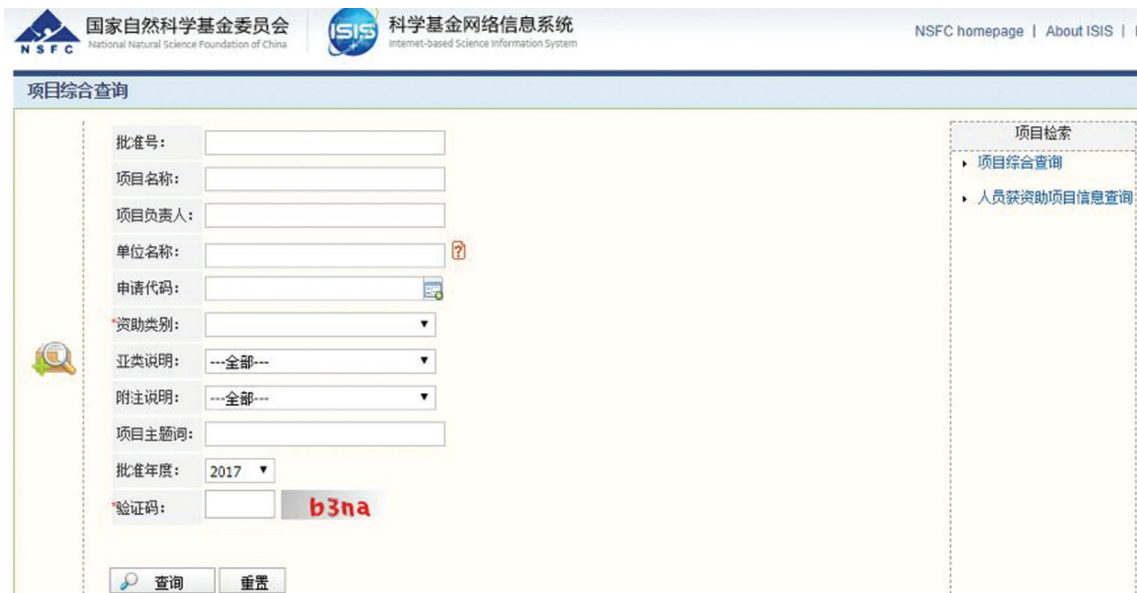 国家自然科学基金委员会
National Natural Science Foundation of China
NSFC
ISIS
科学基金网络信息系统
Internet-based Science Information System
NSFC homepage | About ISIS |
项目综合查询
批准号:
项目名称:
项目负责人:
单位名称:
申请代码:
*资助类别:
亚类说明: ---全部---
附注说明: ---全部---
项目主题词:
批准年度: 2017
*验证码: b3na
查询 重置
项目检索
项目综合查询
人员获资助项目信息查询